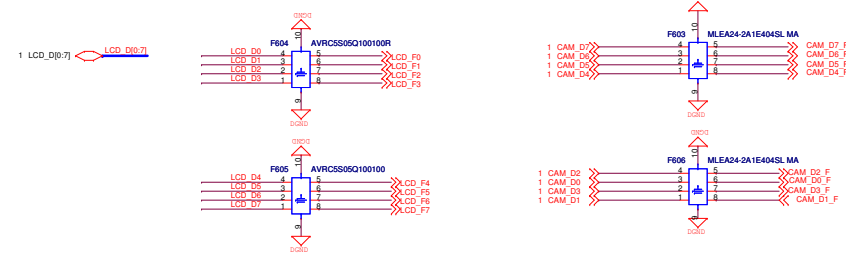 1 LCD_D[0:7] LCD_D[0:7]
DGND
10
F604 AVRC5S05Q100100R
LCD_D0 4 5 LCD_F0
LCD_D1 3 6 LCD_F1
LCD_D2 2 7 LCD_F2
LCD_D3 1 8 LCD_F3
9
DGND
DGND
10
F605 AVRC5S05Q100100
LCD_D4 4 5 LCD_F4
LCD_D5 3 6 LCD_F5
LCD_D6 2 7 LCD_F6
LCD_D7 1 8 LCD_F7
9
DGND
10
F603 MLEA24-2A1E404SL MA
1 CAM_D7 4 5 CAM_D7_F
1 CAM_D6 3 6 CAM_D6_F
1 CAM_D5 2 7 CAM_D5_F
1 CAM_D4 1 8 CAM_D4_F
9
DGND
DGND
10
F606 MLEA24-2A1E404SL MA
1 CAM_D2 4 5 CAM_D2_F
1 CAM_D0 3 6 CAM_D0_F
1 CAM_D3 2 7 CAM_D3_F
1 CAM_D1 1 8 CAM_D1_F
9
DGND